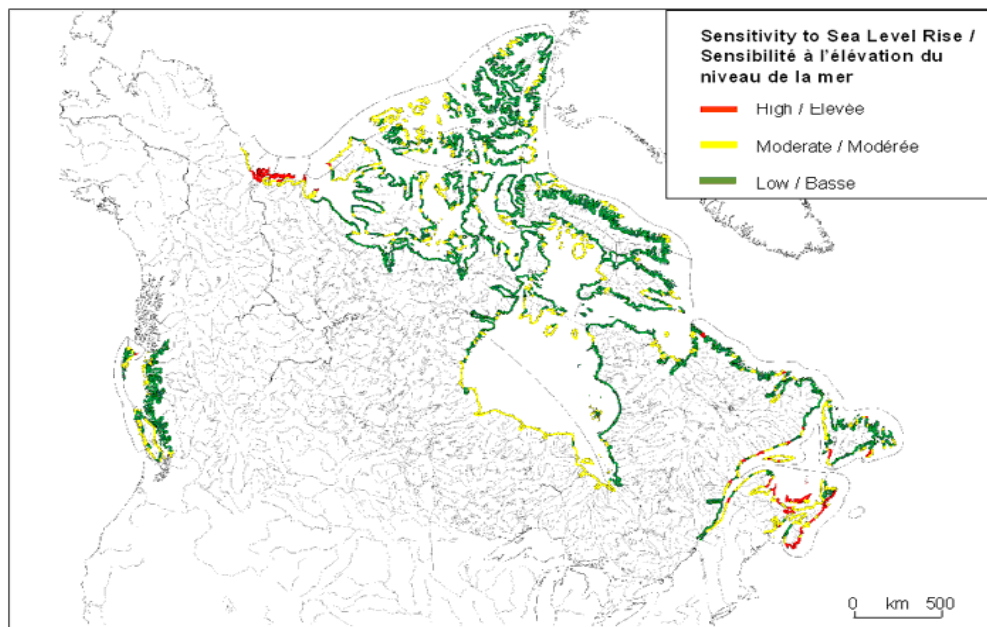 Sensitivity to Sea Level Rise /
Sensibilité à l'élévation du
niveau de la mer
High / Elevée
Moderate / Modérée
Low / Basse
0 km 500